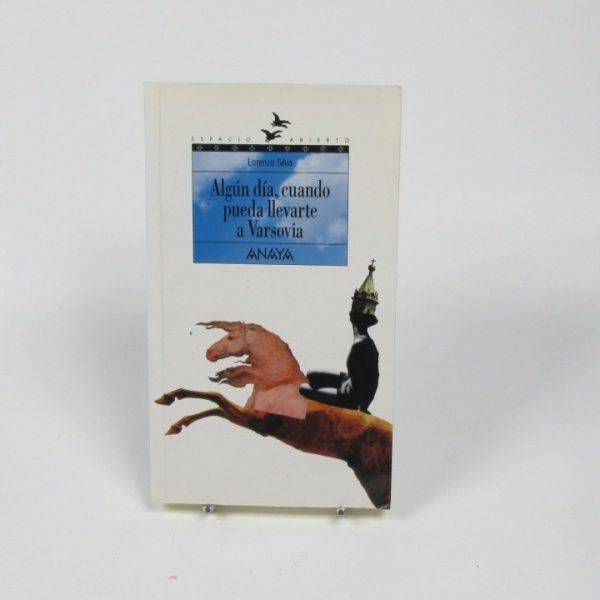 ESPACIO ABIERTO
Lorenzo Silva
Algún día, cuando
pueda llevarte
a Varsovia
ANAYA